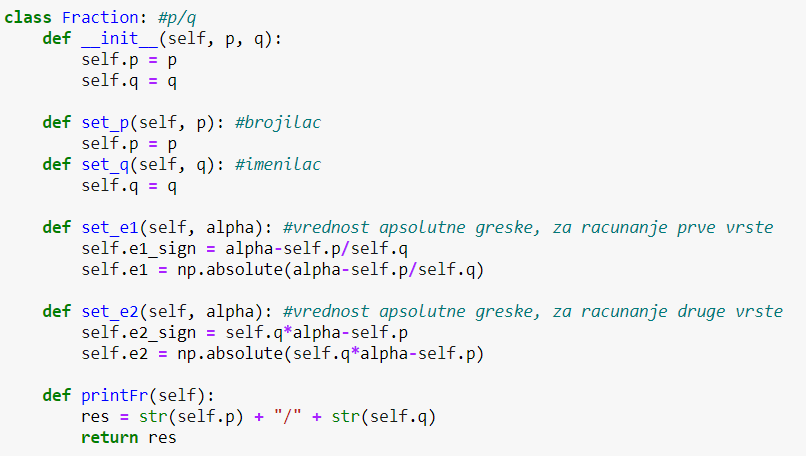 class Fraction: #p/q
    def __init__(self, p, q):
        self.p = p
        self.q = q

    def set_p(self, p): #brojilac
        self.p = p
    def set_q(self, q): #imenilac
        self.q = q

    def set_e1(self, alpha): #vrednost apsolutne greske, za racunanje prve vrste
        self.e1_sign = alpha-self.p/self.q
        self.e1 = np.absolute(alpha-self.p/self.q)

    def set_e2(self, alpha): #vrednost apsolutne greske, za racunanje druge vrste
        self.e2_sign = self.q*alpha-self.p
        self.e2 = np.absolute(self.q*alpha-self.p)

    def printFr(self):
        res = str(self.p) + "/" + str(self.q)
        return res